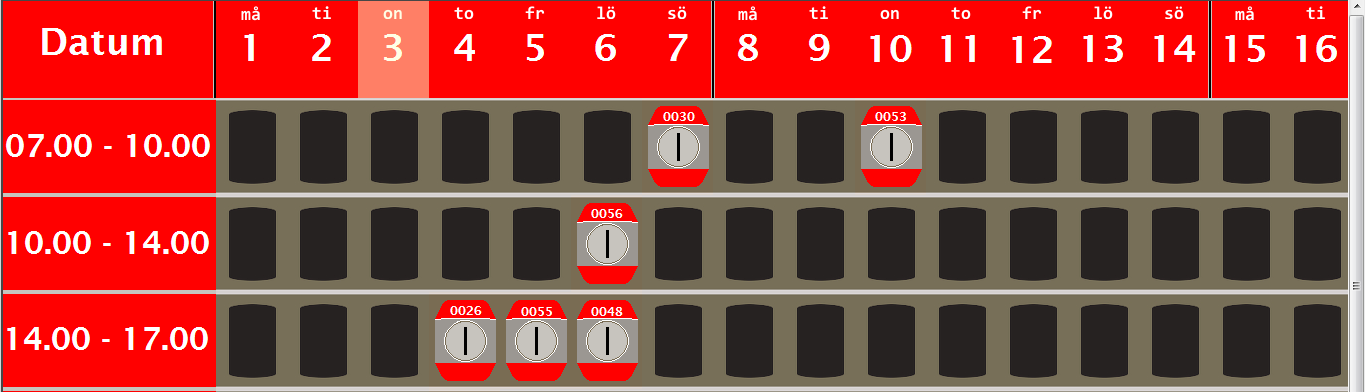 må ti on to fr lö sö må ti on to fr lö sö må ti
Datum 1 2 3 4 5 6 7 8 9 10 11 12 13 14 15 16
07.00 - 10.00 0030 0053
10.00 - 14.00 0056
14.00 - 17.00 0026 0055 0048